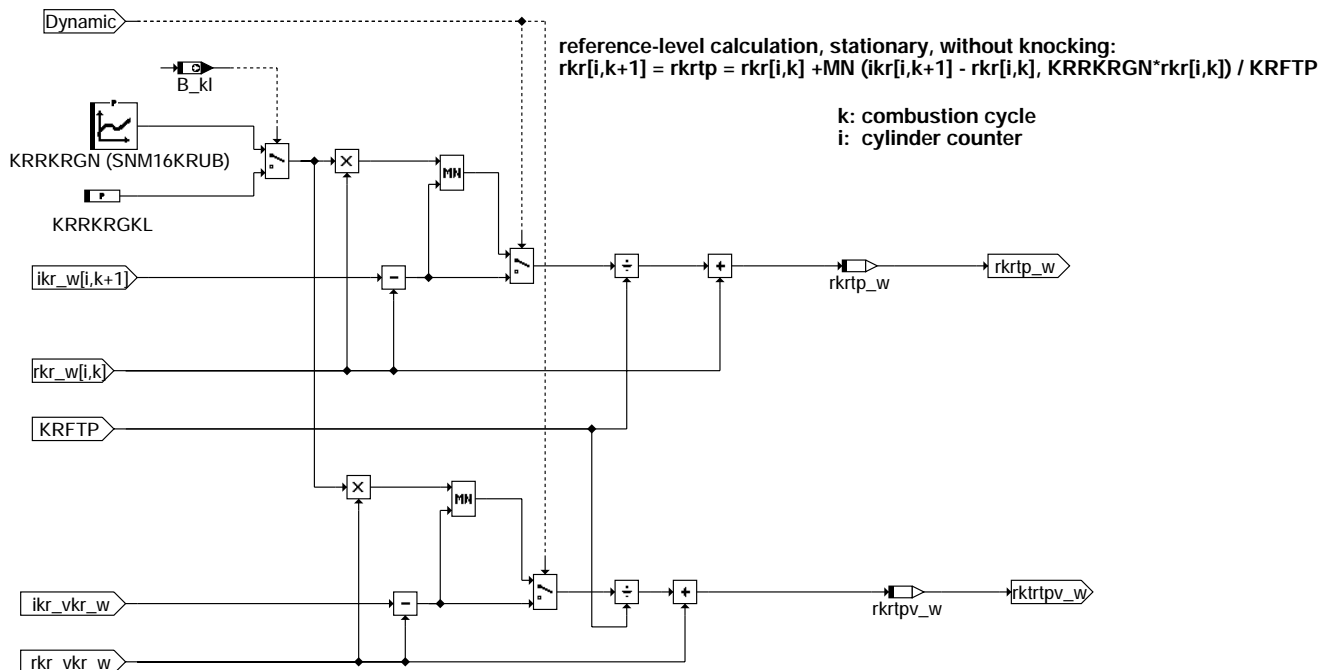 Dynamic
reference-level calculation, stationary, without knocking:
rkr[i,k+1] = rkrtp = rkr[i,k] +MN (ikr[i,k+1] - rkr[i,k], KRRKRGN*rkr[i,k]) / KRFTP
B_kl
k: combustion cycle
i: cylinder counter
P
KRRKRGN (SNM16KRUB)
MN
P
KRRKRGKL
ikr_w[i,k+1]
rkrtp_w
rkrtp_w
rkr_w[i,k]
KRFTP
MN
ikr_vkr_w
rkrtpv_w
rktrtpv_w
rkr_vkr_w